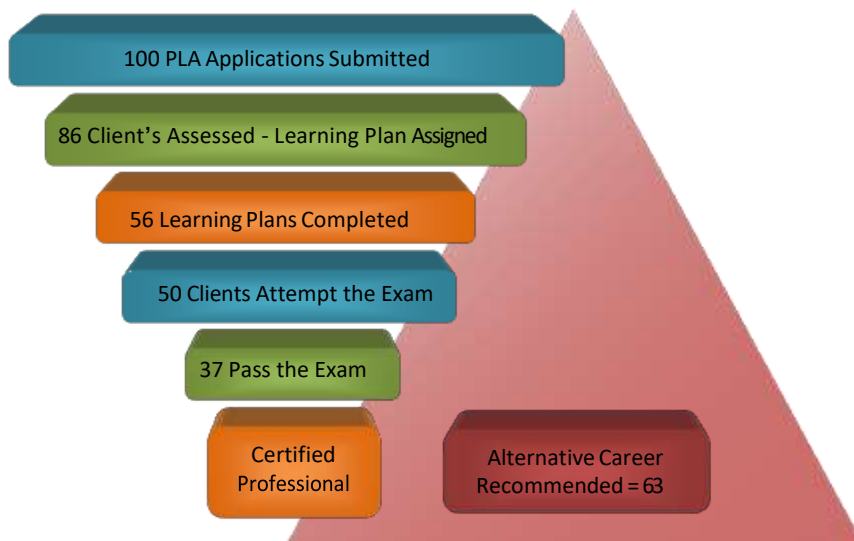 100 PLA Applications Submitted
86 Client’s Assessed - Learning Plan Assigned
56 Learning Plans Completed
50 Clients Attempt the Exam
37 Pass the Exam
Certified
Professional
Alternative Career
Recommended = 63